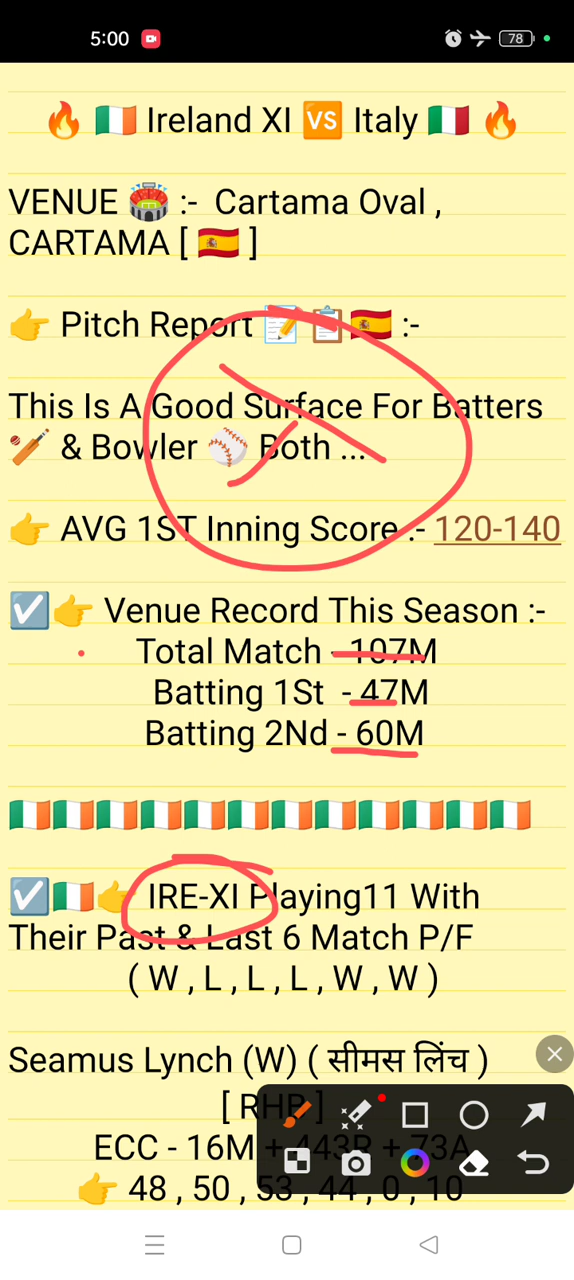 5:00 78
🔥 🇮🇪 Ireland XI 🆚 Italy 🇮🇹 🔥
VENUE 🏟️ :- Cartama Oval ,
CARTAMA [ 🇪🇸 ]
👉 Pitch Report 📝📋🇪🇸 :-
This Is A Good Surface For Batters
🏏 & Bowler ⚾ Both ...
👉 AVG 1ST Inning Score :- 120-140
☑️👉 Venue Record This Season :-
Total Match - 107M
Batting 1St - 47M
Batting 2Nd - 60M
🇮🇪🇮🇪🇮🇪🇮🇪🇮🇪🇮🇪🇮🇪🇮🇪🇮🇪🇮🇪🇮🇪🇮🇪
☑️🇮🇪👉 IRE-XI Playing11 With
Their Past & Last 6 Match P/F
( W , L , L , L , W , W )
Seamus Lynch (W) ( सीमस लिंच )
[ RHB ]
ECC - 16M + 443R + 73A
👉 48 , 50 , 53 , 44 , 0 , 10